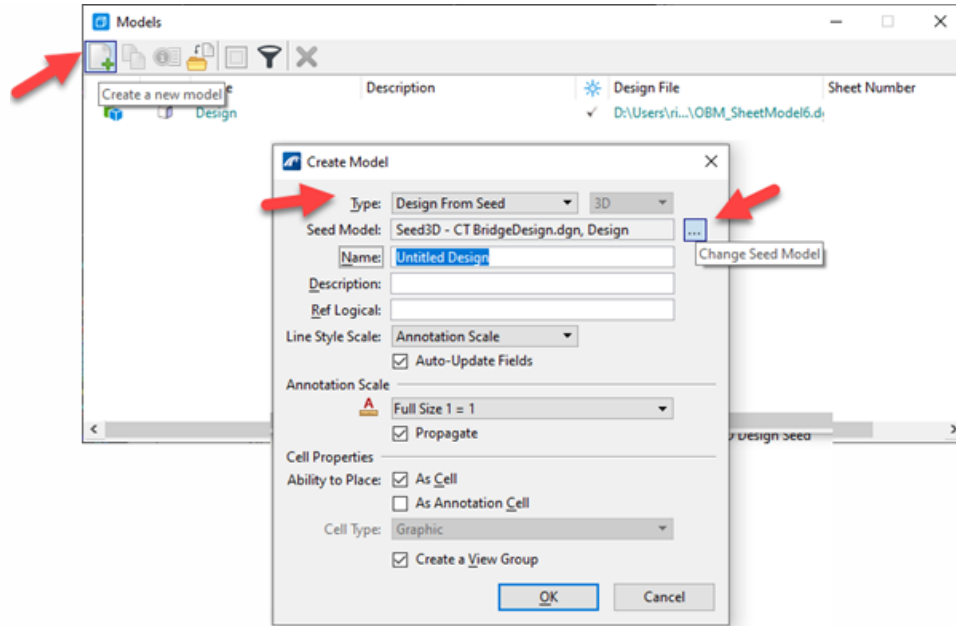 Models
Create a new model
Description
Design File
Sheet Number
Design
D:\Users\ri...\OBM_SheetModel6.d
Create Model
Type: Design From Seed 3D
Seed Model: Seed3D - CT BridgeDesign.dgn, Design ...
Change Seed Model
Name: Untitled Design
Description:
Ref Logical:
Line Style Scale: Annotation Scale
Auto-Update Fields
Annotation Scale
Full Size 1 = 1
Propagate
Design Seed
Cell Properties
Ability to Place: As Cell
As Annotation Cell
Cell Type: Graphic
Create a View Group
OK Cancel